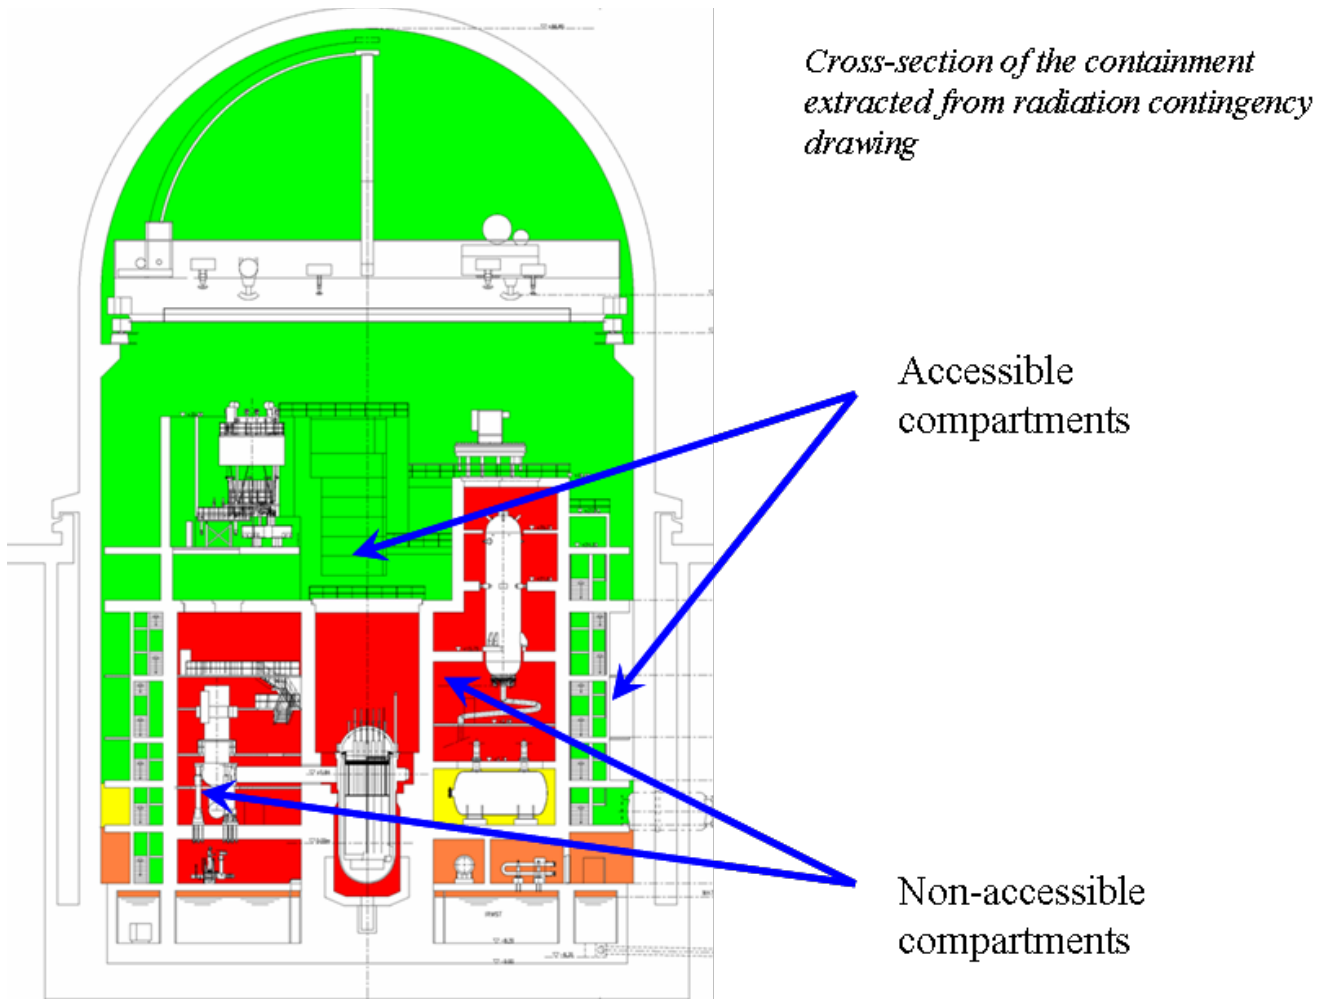 Cross-section of the containment
extracted from radiation contingency
drawing
Accessible
compartments
Non-accessible
compartments